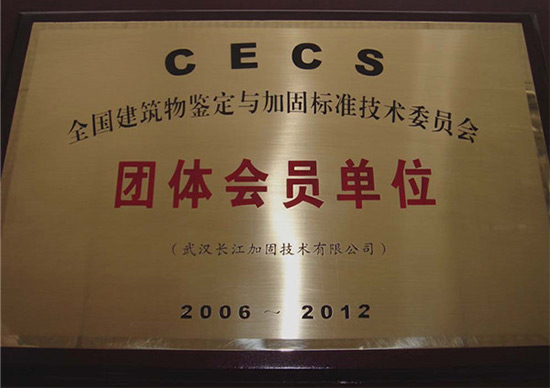 CECS
全国建筑物鉴定与加固标准技术委员会
团体会员单位
（武汉长江加固技术有限公司）
2006～2012